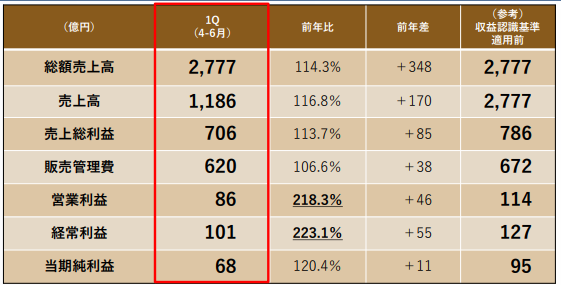 (億円) 1Q (4-6月) 前年比 前年差 (参考) 収益認識基準 適用前
総額売上高 2,777 114.3% +348 2,777
売上高 1,186 116.8% +170 2,777
売上総利益 706 113.7% +85 786
販売管理費 620 106.6% +38 672
営業利益 86 218.3% +46 114
経常利益 101 223.1% +55 127
当期純利益 68 120.4% +11 95